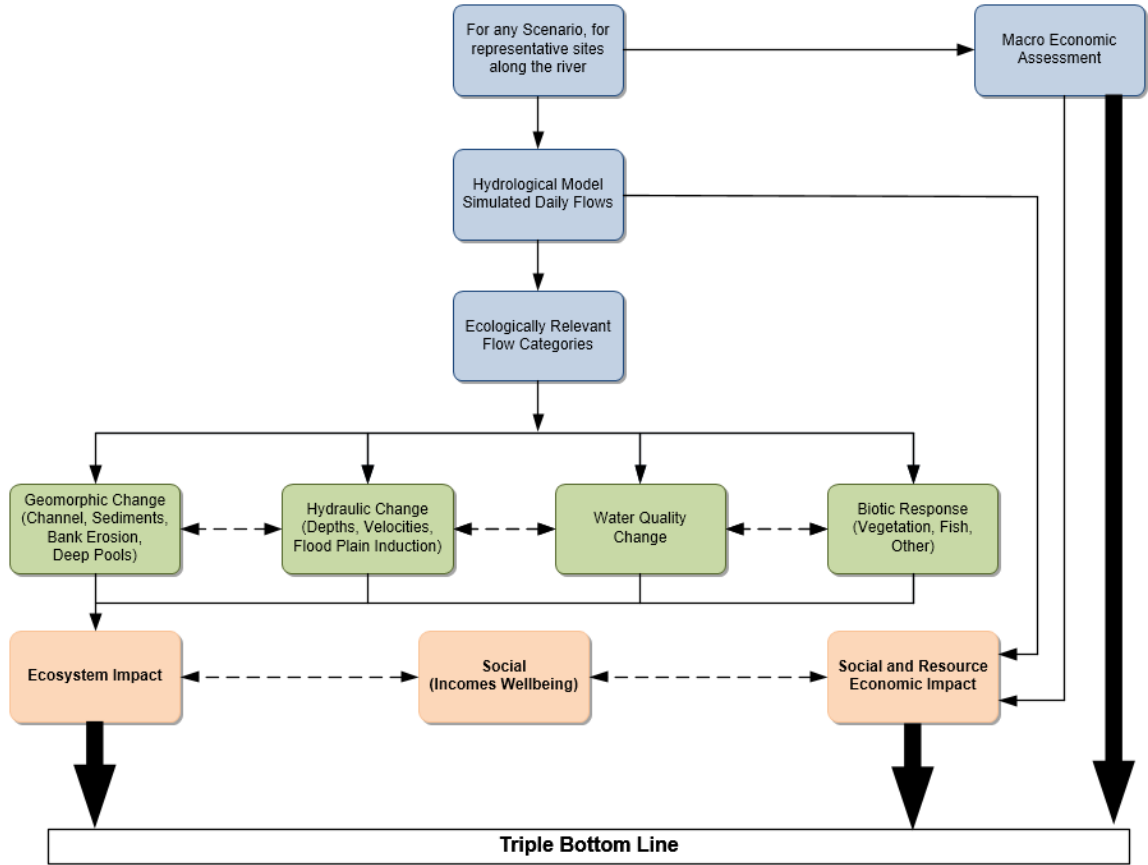 For any Scenario, for
representative sites
along the river
Macro Economic
Assessment
Hydrological Model
Simulated Daily Flows
Ecologically Relevant
Flow Categories
Geomorphic Change
(Channel, Sediments,
Bank Erosion,
Deep Pools)
Hydraulic Change
(Depths, Velocities,
Flood Plain Induction)
Water Quality
Change
Biotic Response
(Vegetation, Fish,
Other)
Ecosystem Impact
Social
(Incomes Wellbeing)
Social and Resource
Economic Impact
Triple Bottom Line